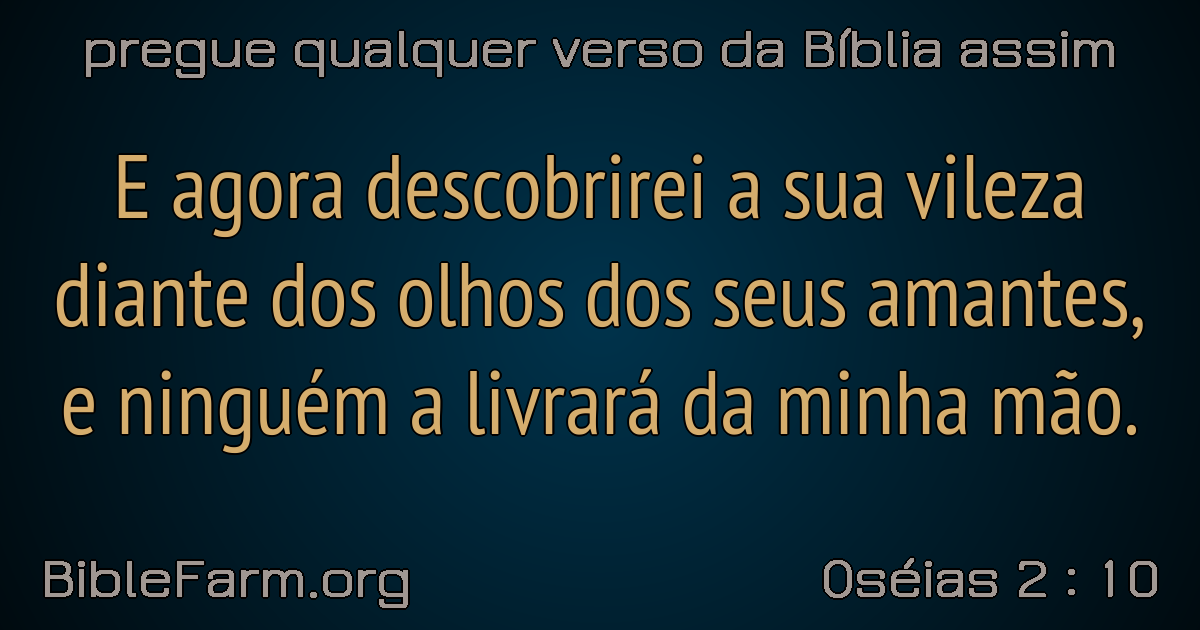 pregue qualquer verso da Bíblia assim
E agora descobrirei a sua vileza
diante dos olhos dos seus amantes,
e ninguém a livrará da minha mão.
BibleFarm.org
Oséias 2 : 10